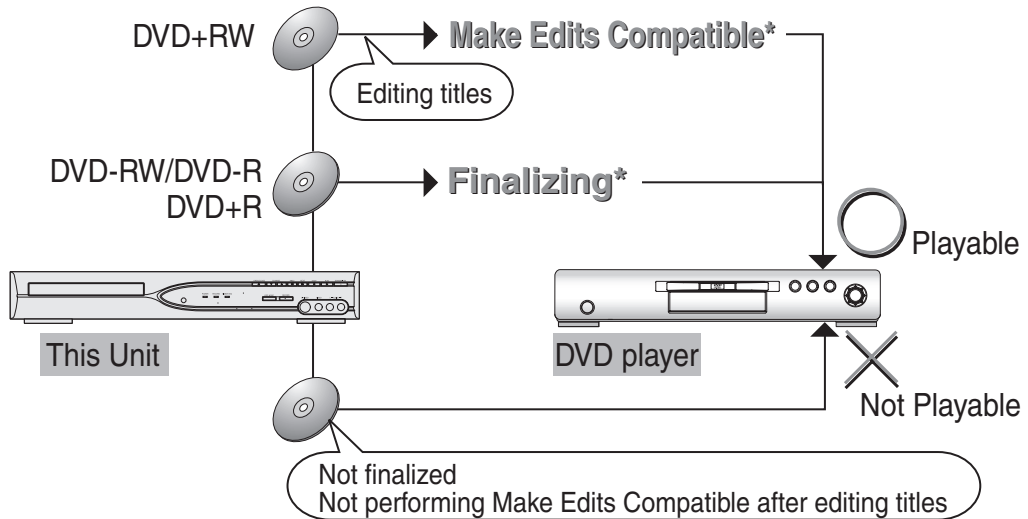 DVD+RW
Make Edits Compatible*
Editing titles
DVD-RW/DVD-R
DVD+R
Finalizing*
Playable
This Unit
DVD player
Not Playable
Not finalized
Not performing Make Edits Compatible after editing titles